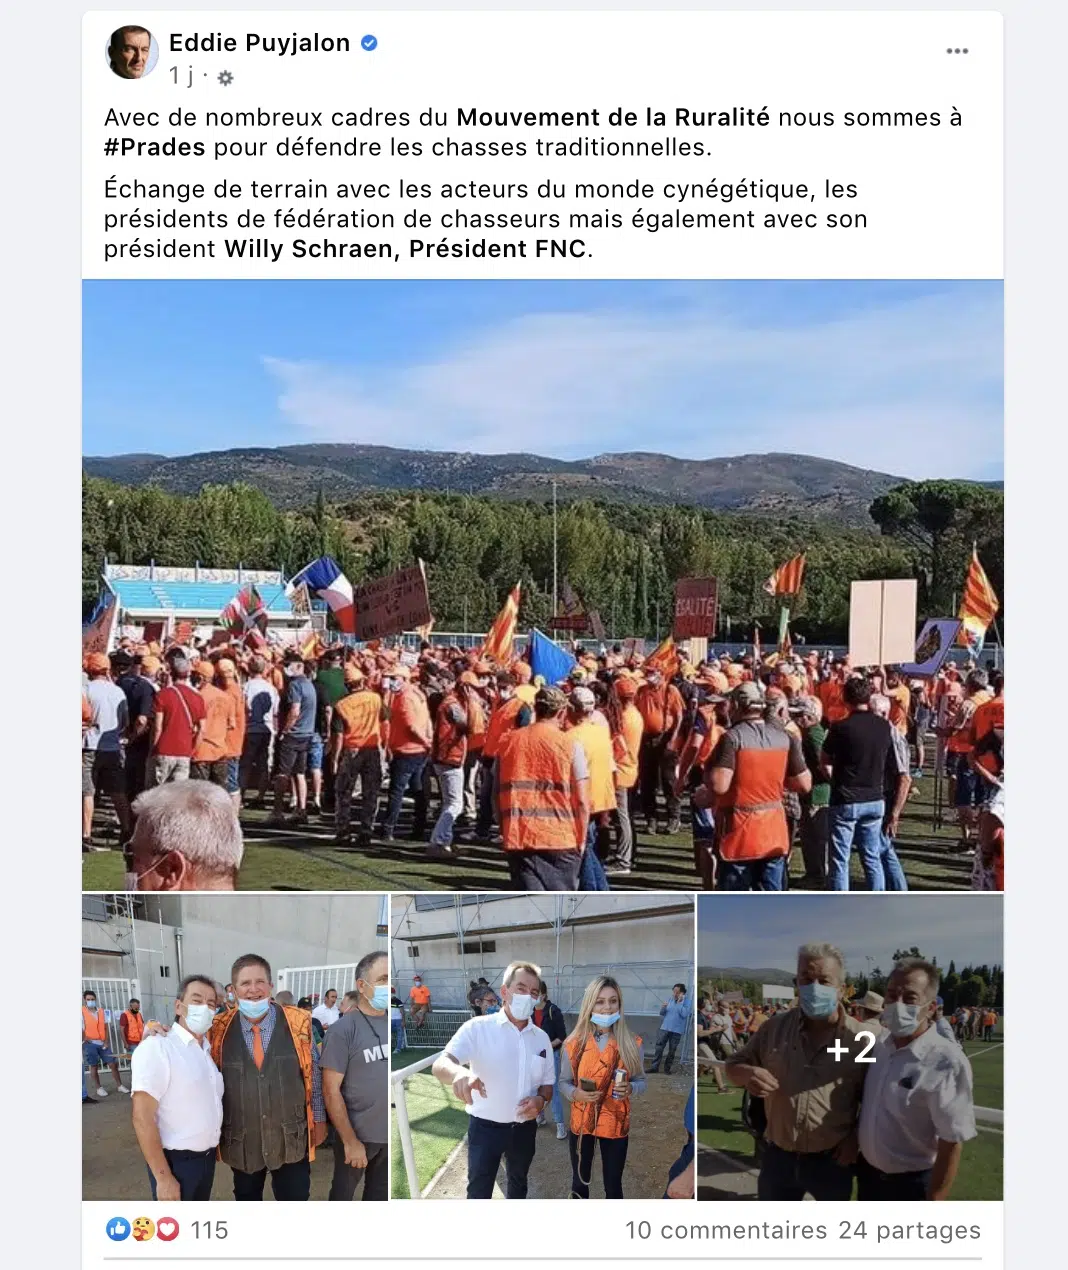 Eddie Puyjalon
1 j ·
Avec de nombreux cadres du Mouvement de la Ruralité nous sommes à
#Prades pour défendre les chasses traditionnelles.
Échange de terrain avec les acteurs du monde cynégétique, les
présidents de fédération de chasseurs mais également avec son
président Willy Schraen, Président FNC.
ÉGALITÉ
M
+2
115
10 commentaires 24 partages